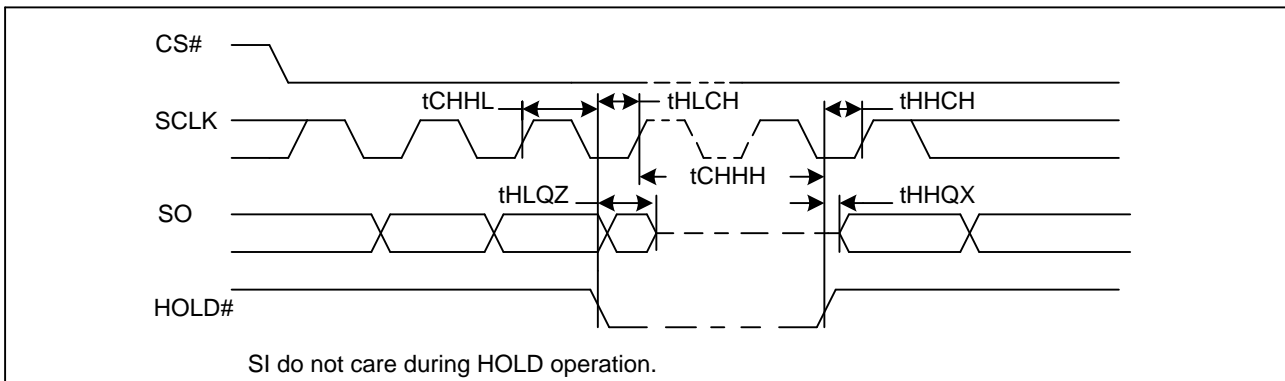 CS#
tCHHL
tHLCH
tHHCH
SCLK
tCHHH
tHLQZ
tHHQX
SO
HOLD#
SI do not care during HOLD operation.